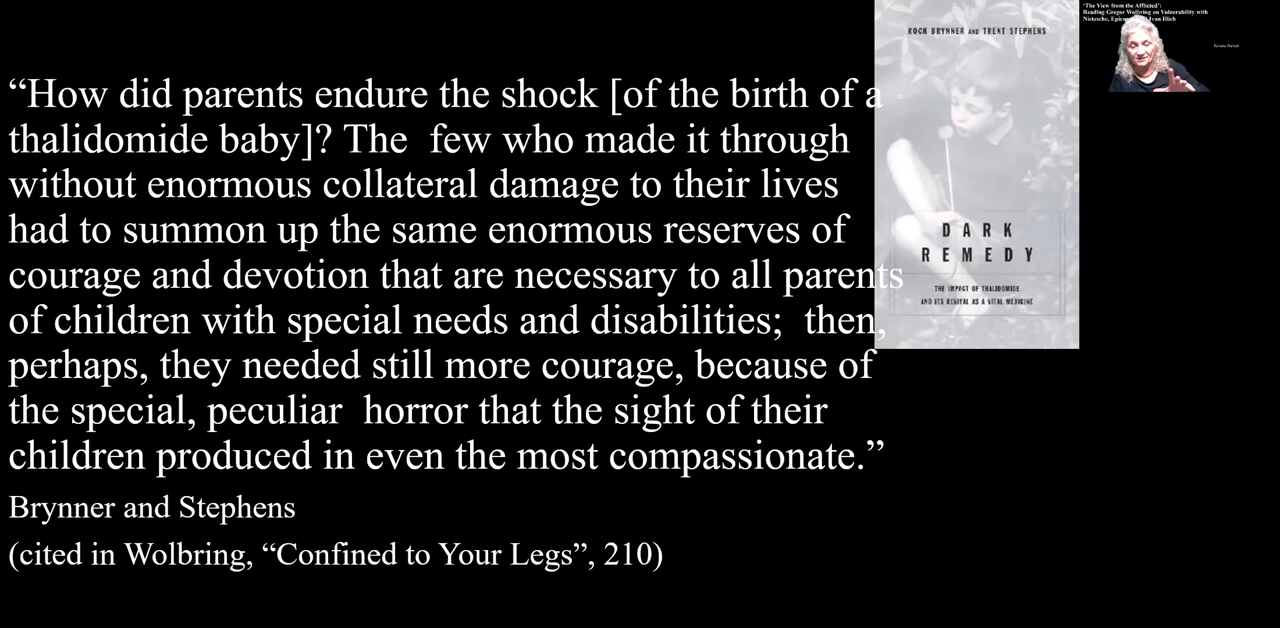 “How did parents endure the shock [of the birth of a
thalidomide baby]? The few who made it through
without enormous collateral damage to their lives
had to summon up the same enormous reserves of
courage and devotion that are necessary to all parents
of children with special needs and disabilities; then,
perhaps, they needed still more courage, because of
the special, peculiar horror that the sight of their
children produced in even the most compassionate.”
Brynner and Stephens
(cited in Wolbring, “Confined to Your Legs”, 210)
ROCK BRYNNER AND TRENT STEPHENS
DARK
REMEDY
THE IMPACT OF THALIDOMIDE
AND ITS REVIVAL AS A VITAL MEDICINE
‘The View from the Afflicted’:
Reading Gregor Wolbring on Vulnerability with
Nietzsche, Ivan Illich